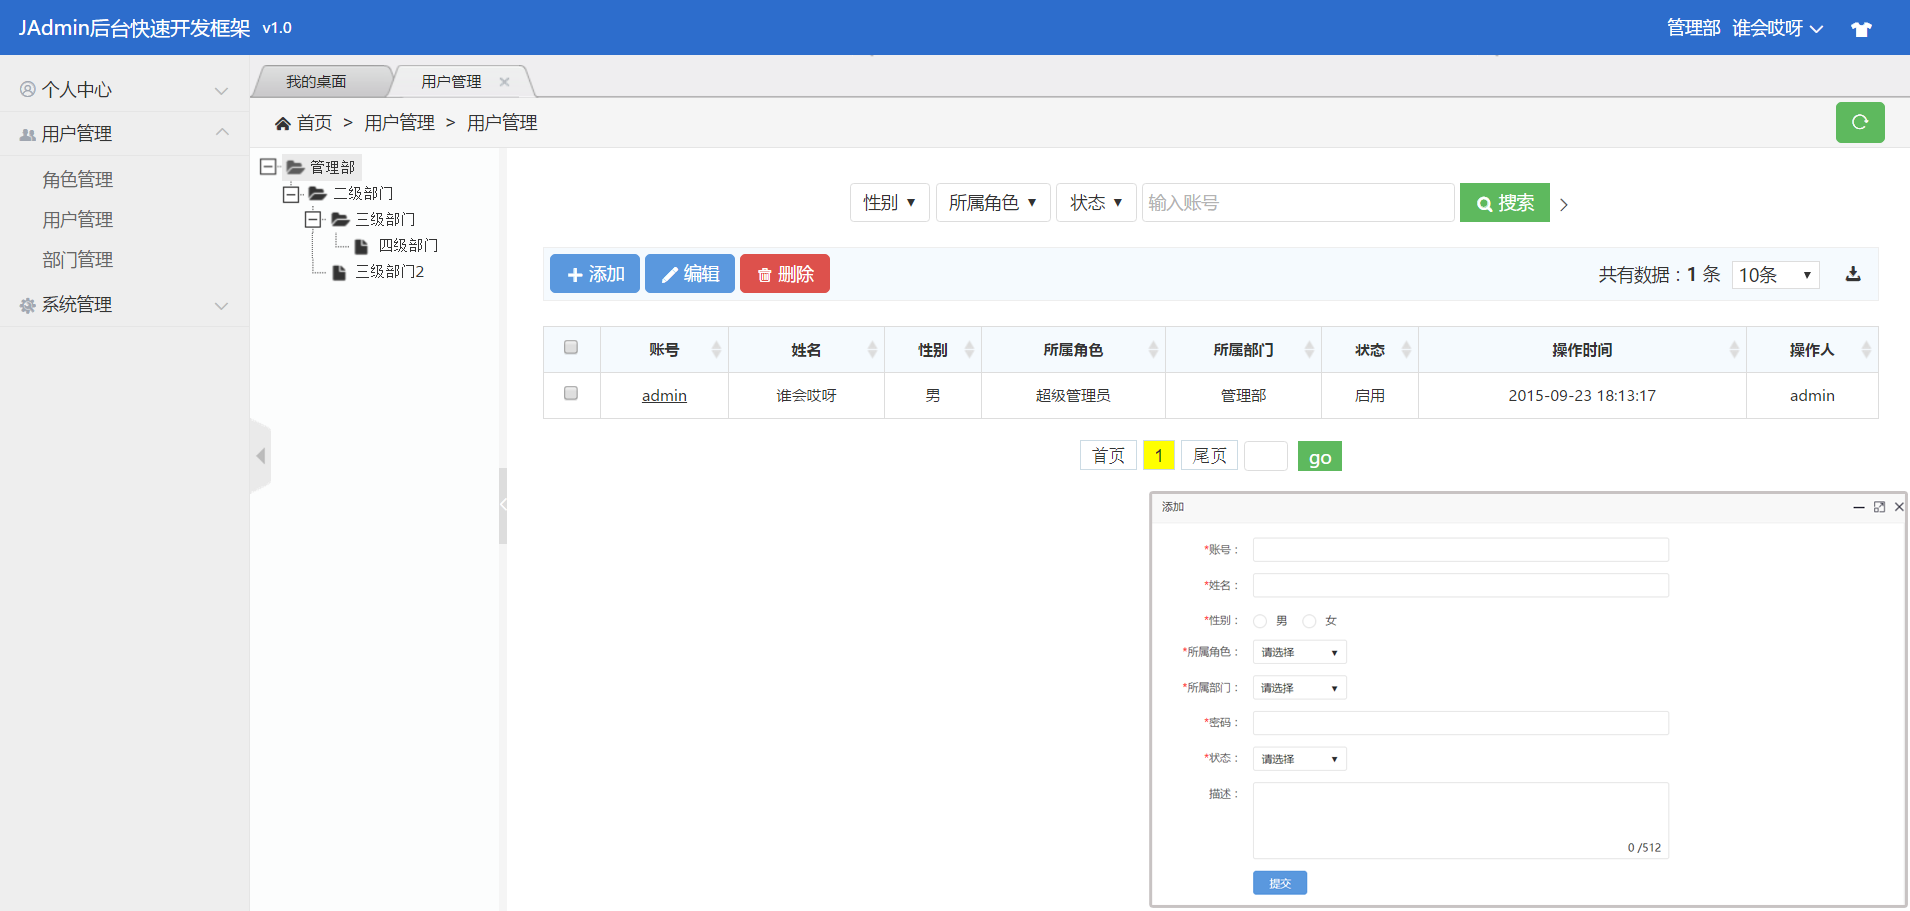 JAdmin后台快速开发框架 v1.0
管理部 谁会哎呀
个人中心
用户管理
角色管理
用户管理
部门管理
系统管理
我的桌面 用户管理
首页 > 用户管理 > 用户管理
管理部
二级部门
三级部门
四级部门
三级部门2
性别 所属角色 状态 输入账号 搜索
添加 编辑 删除
共有数据：1 条 10条
账号 姓名 性别 所属角色 所属部门 状态 操作时间 操作人
admin 谁会哎呀 男 超级管理员 管理部 启用 2015-09-23 18:13:17 admin
首页 1 尾页 go
添加
*账号：
*姓名：
*性别： 男 女
*所属角色： 请选择
*所属部门： 请选择
*密码：
*状态： 请选择
描述：
0 /512
提交